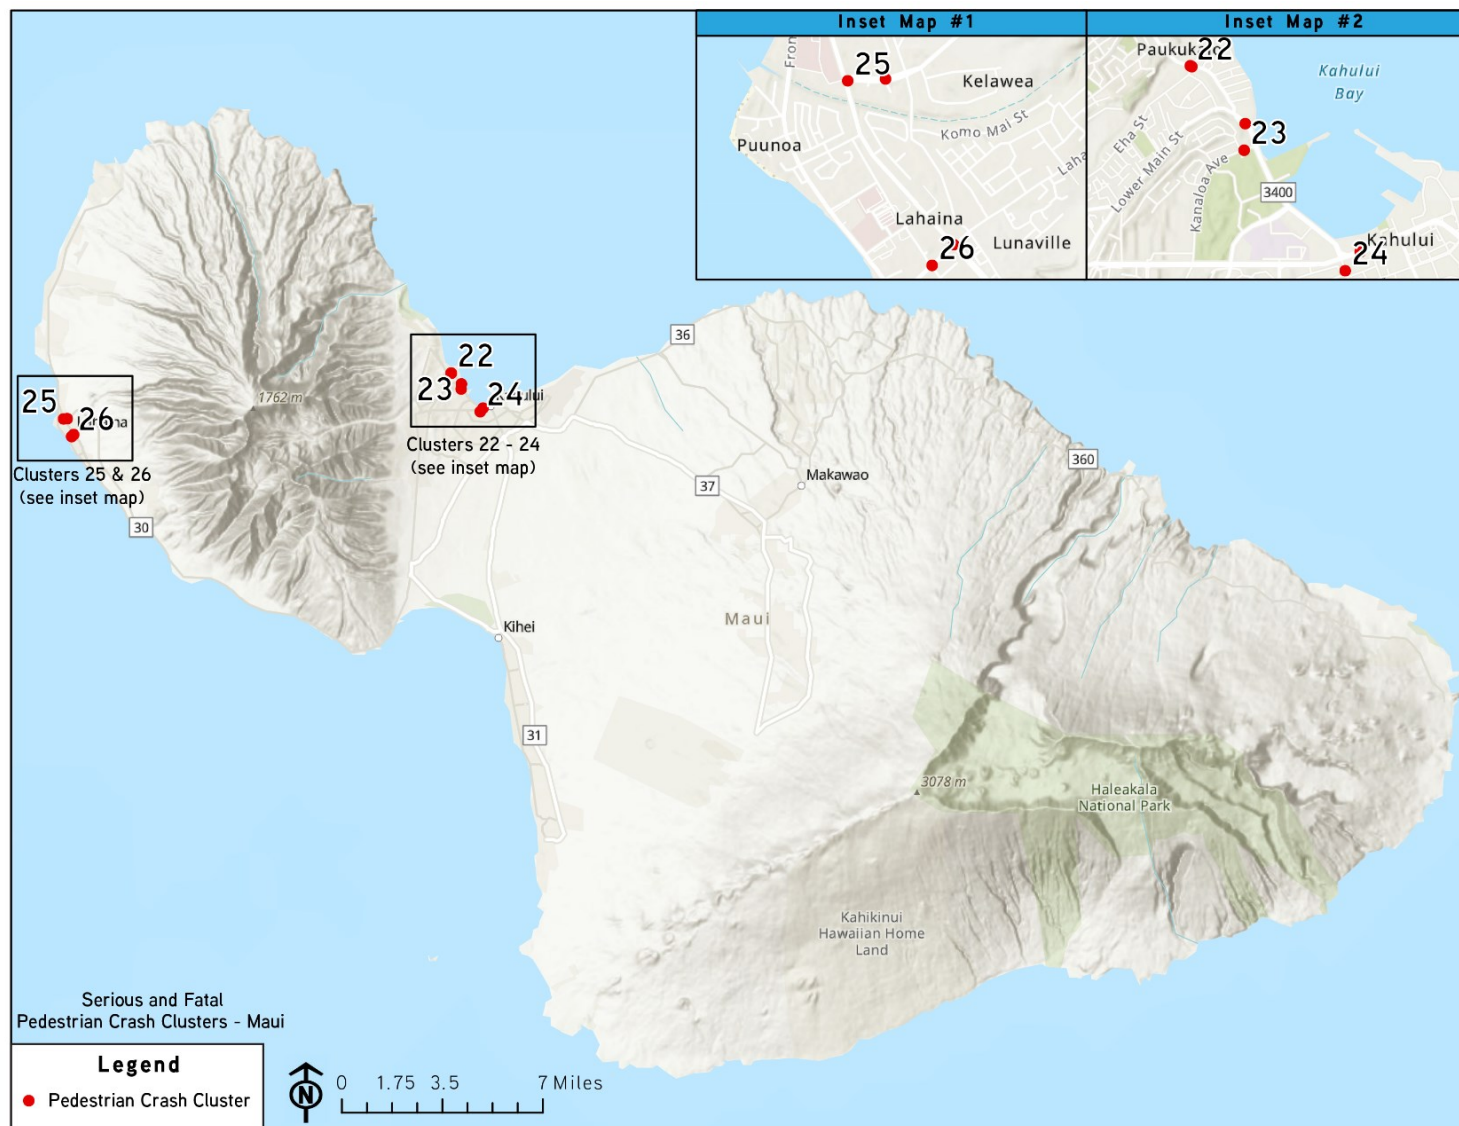 Inset Map #1
Inset Map #2
Fron
25
Kelawea
Komo Mai St
Puunoa
Laha
Lahaina
26
Lunaville
22
Kahului
Bay
Eha St
23
Lower Main St
Kanaloa Ave
3400
Kahului
24
36
22
23
24
1762 m
25
26
Clusters 22 - 24
(see inset map)
Clusters 25 & 26
(see inset map)
30
37
Makawao
360
Maui
Kihei
31
3078 m
Haleakala
National Park
Kahikinui
Hawaiian Home
Land
Serious and Fatal
Pedestrian Crash Clusters - Maui
Legend
Pedestrian Crash Cluster
N
0 1.75 3.5 7 Miles